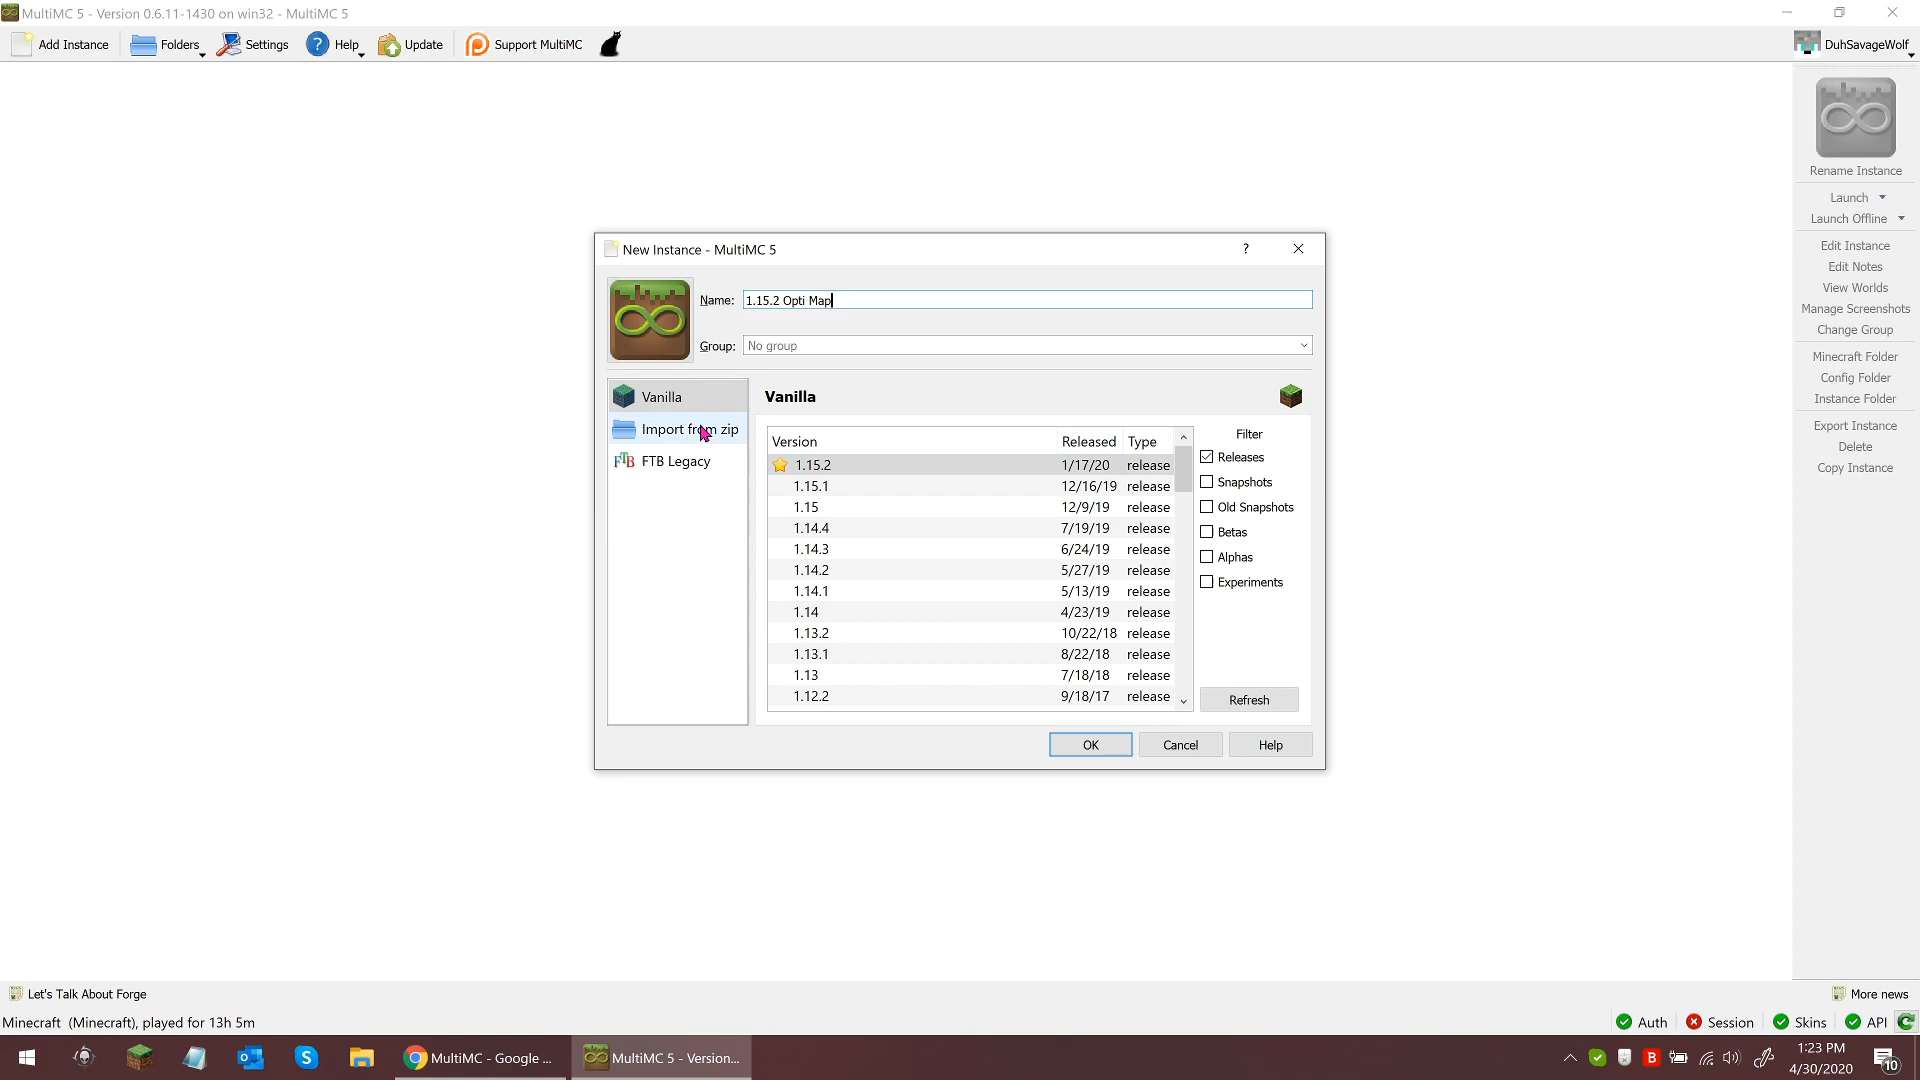 MultiMC 5 - Version 0.6.11-1430 on win32 - MultiMC 5
Add Instance
Folders
Settings
Help
Update
Support MultiMC
DuhSavageWolf
Rename Instance
Launch
Launch Offline
Edit Instance
Edit Notes
View Worlds
Manage Screenshots
Change Group
Minecraft Folder
Config Folder
Instance Folder
Export Instance
Delete
Copy Instance
New Instance - MultiMC 5
?
Name: 1.15.2 Opti Map
Group: No group
Vanilla
Import from zip
FTB Legacy
Vanilla
Version Released Type
1.15.2 1/17/20 release
1.15.1 12/16/19 release
1.15 12/9/19 release
1.14.4 7/19/19 release
1.14.3 6/24/19 release
1.14.2 5/27/19 release
1.14.1 5/13/19 release
1.14 4/23/19 release
1.13.2 10/22/18 release
1.13.1 8/22/18 release
1.13 7/18/18 release
1.12.2 9/18/17 release
Filter
Releases
Snapshots
Old Snapshots
Betas
Alphas
Experiments
Refresh
OK
Cancel
Help
Let's Talk About Forge
More news
Minecraft (Minecraft), played for 13h 5m
Auth
Session
Skins
API
MultiMC - Google ...
MultiMC 5 - Version...
1:23 PM
4/30/2020
10